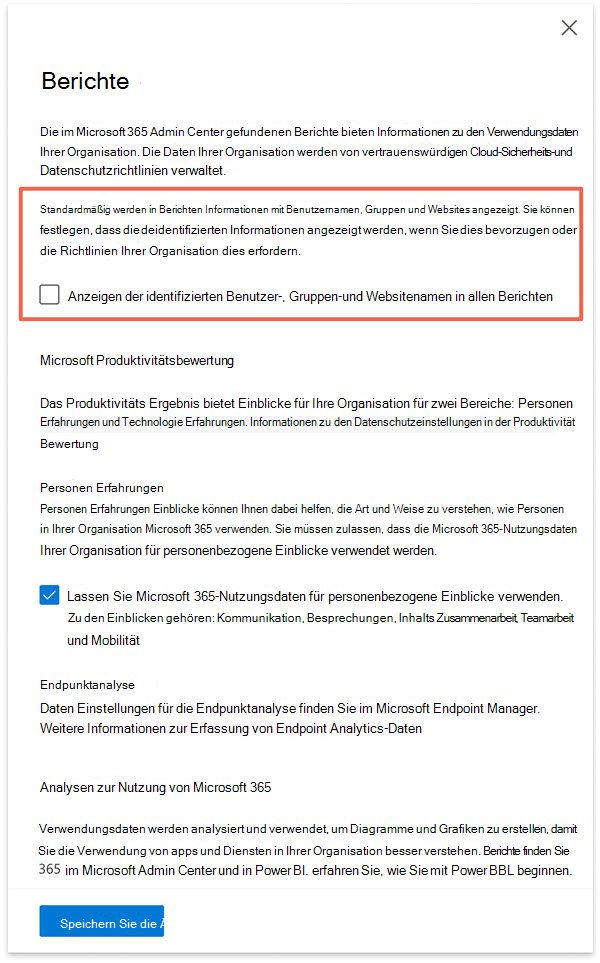 Berichte
Die im Microsoft 365 Admin Center gefundenen Berichte bieten Informationen zu den Verwendungsdaten
Ihrer Organisation. Die Daten Ihrer Organisation werden von vertrauenswürdigen Cloud-Sicherheits-und
Datenschutzrichtlinien verwaltet.
Standardmäßig werden in Berichten Informationen mit Benutzernamen, Gruppen und Websites angezeigt. Sie können
festlegen, dass die deidentifizierten Informationen angezeigt werden, wenn Sie dies bevorzugen oder
die Richtlinien Ihrer Organisation dies erfordern.
Anzeigen der identifizierten Benutzer-, Gruppen-und Websitenamen in allen Berichten
Microsoft Produktivitätsbewertung
Das Produktivitäts Ergebnis bietet Einblicke für Ihre Organisation für zwei Bereiche: Personen
Erfahrungen und Technologie Erfahrungen. Informationen zu den Datenschutzeinstellungen in der Produktivität
Bewertung
Personen Erfahrungen
Personen Erfahrungen Einblicke können Ihnen dabei helfen, die Art und Weise zu verstehen, wie Personen
in Ihrer Organisation Microsoft 365 verwenden. Sie müssen zulassen, dass die Microsoft 365-Nutzungsdaten
Ihrer Organisation für personenbezogene Einblicke verwendet werden.
Lassen Sie Microsoft 365-Nutzungsdaten für personenbezogene Einblicke verwenden.
Zu den Einblicken gehören: Kommunikation, Besprechungen, Inhalts Zusammenarbeit, Teamarbeit
und Mobilität
Endpunktanalyse
Daten Einstellungen für die Endpunktanalyse finden Sie im Microsoft Endpoint Manager.
Weitere Informationen zur Erfassung von Endpoint Analytics-Daten
Analysen zur Nutzung von Microsoft 365
Verwendungsdaten werden analysiert und verwendet, um Diagramme und Grafiken zu erstellen, damit
Sie die Verwendung von apps und Diensten in Ihrer Organisation besser verstehen. Berichte finden Sie
365 im Microsoft Admin Center und in Power BI. erfahren Sie, wie Sie mit Power BBL beginnen.
Speichern Sie die Ä